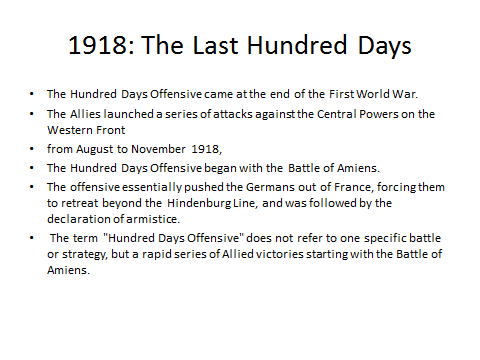 1918: The Last Hundred Days
• The Hundred Days Offensive came at the end of the First World War.
• The Allies launched a series of attacks against the Central Powers on the
Western Front
• from August to November 1918,
• The Hundred Days Offensive began with the Battle of Amiens.
• The offensive essentially pushed the Germans out of France, forcing them
to retreat beyond the Hindenburg Line, and was followed by the
declaration of armistice.
• The term "Hundred Days Offensive" does not refer to one specific battle
or strategy, but a rapid series of Allied victories starting with the Battle of
Amiens.